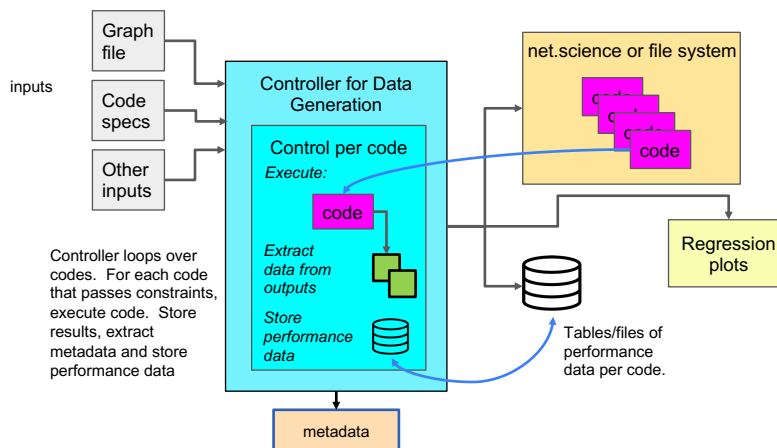 Graph
file
inputs
Code
specs
Other
inputs
Controller for Data
Generation
Control per code
Execute:
code
Extract
data from
outputs
Store
performance
data
Controller loops over
codes.  For each code
that passes constraints,
execute code.  Store
results, extract
metadata and store
performance data
metadata
net.science or file system
code
code
code
code
Regression
plots
Tables/files of
performance
data per code.